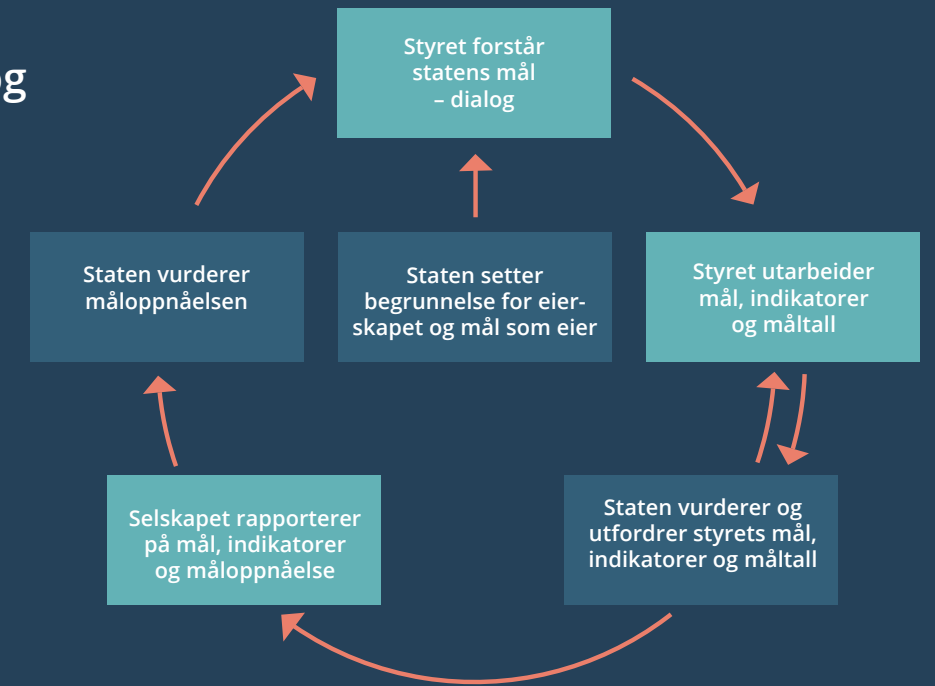 Styret forstår
statens mål
– dialog
Staten vurderer
måloppnåelsen
Staten setter
begrunnelse for eier-
skapet og mål som eier
Styret utarbeider
mål, indikatorer
og måltall
Selskapet rapporterer
på mål, indikatorer
og måloppnåelse
Staten vurderer og
utfordrer styrets mål,
indikatorer og måltall